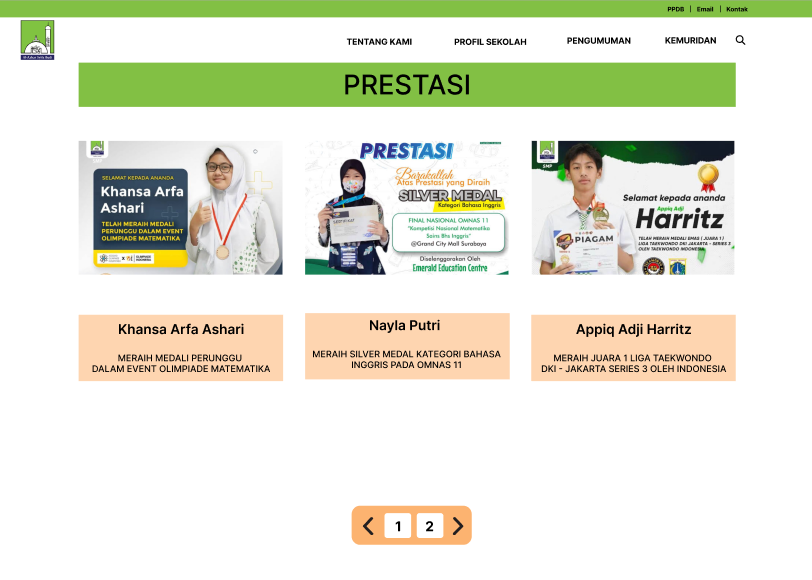 PPDB | Email | Kontak
TENTANG KAMI
PROFIL SEKOLAH
PENGUMUMAN
KEMURIDAN
PRESTASI
SELAMAT KEPADA ANANDA
Khansa Arfa
Ashari
TELAH MERAIH MEDALI
PERUNGGU DALAM EVENT
OLIMPIADE MATEMATIKA
PRESTASI
Barakallah
Atas Prestasi yang Diraih
SILVER MEDAL
Kategori Bahasa Inggris
FINAL NASIONAL OMNAS 11
"Kompetisi Nasional Matematika
Sains Bhs Inggris"
@Grand City Mall Surabaya
Diselenggarakan Oleh
Emerald Education Centre
SMP
Selamat kepada ananda
Appiq Adji
Harritz
TELAH MERAIH MEDALI EMAS ( JUARA 1 )
LIGA TAEKWONDO DKI JAKARTA - SERIES 3
PIAGAM
Khansa Arfa Ashari
MERAIH MEDALI PERUNGGU
DALAM EVENT OLIMPIADE MATEMATIKA
Nayla Putri
MERAIH SILVER MEDAL KATEGORI BAHASA
INGGRIS PADA OMNAS 11
Appiq Adji Harritz
MERAIH JUARA 1 LIGA TAEKWONDO
DKI - JAKARTA SERIES 3 OLEH INDONESIA
1 2